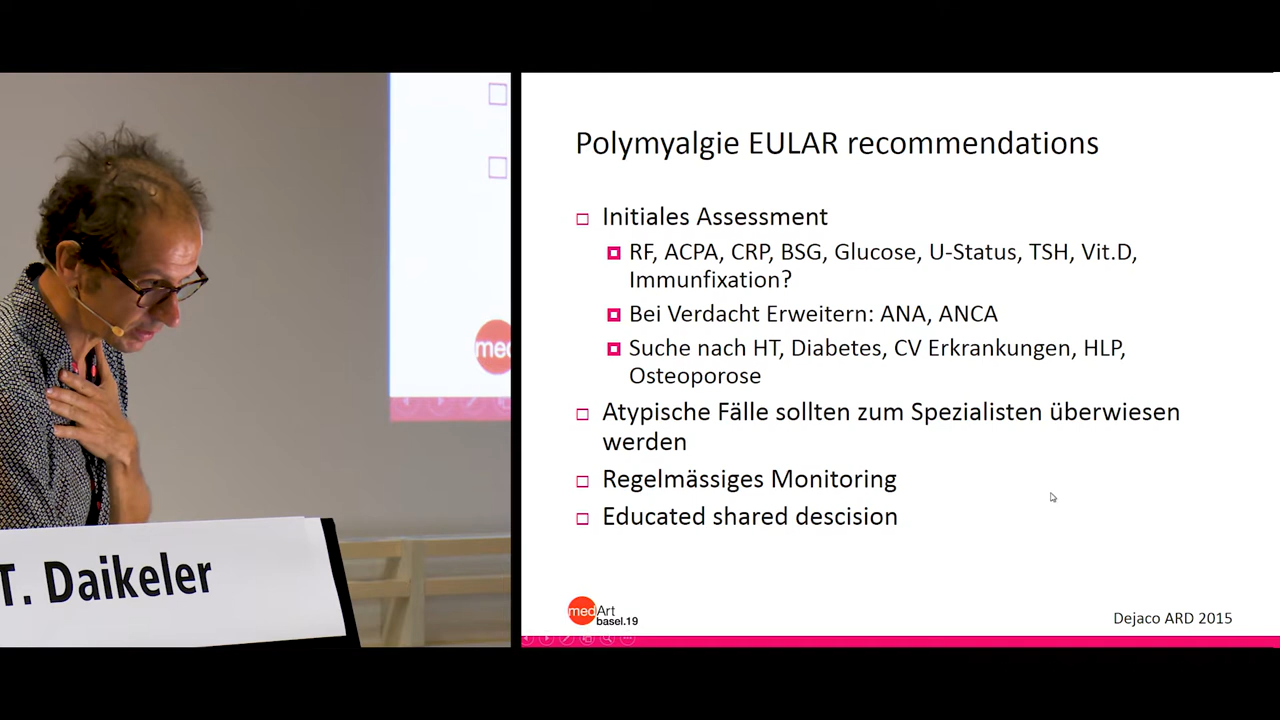 Polymyalgie EULAR recommendations
Initiales Assessment
RF, ACPA, CRP, BSG, Glucose, U-Status, TSH, Vit.D,
Immunfixation?
Bei Verdacht Erweitern: ANA, ANCA
Suche nach HT, Diabetes, CV Erkrankungen, HLP,
Osteoporose
Atypische Fälle sollten zum Spezialisten überwiesen
werden
Regelmässiges Monitoring
Educated shared descision
medArt
basel.19
Dejaco ARD 2015
med
T. Daikeler